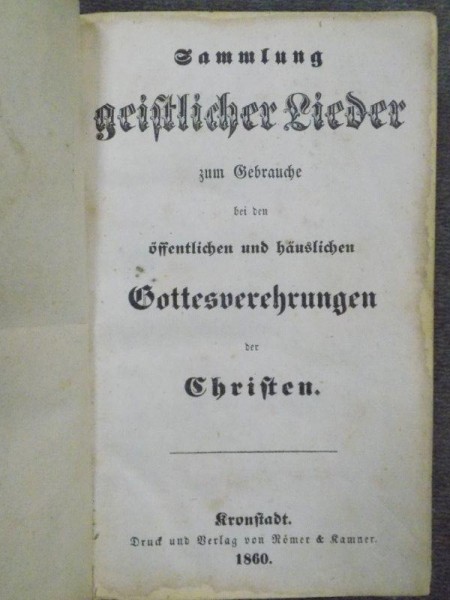 Sammlung
geistlicher Lieder
zum Gebrauche
bei den
öffentlichen und häuslichen
Gottesverehrungen
der
Christen.
Kronstadt.
Druck und Verlag von Römer & Kamner.
1860.